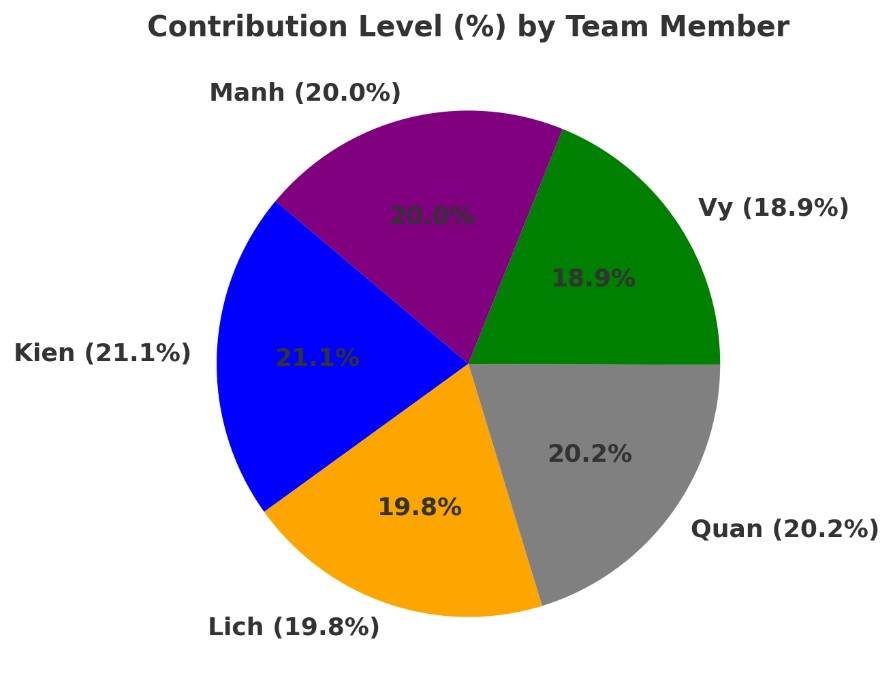 Contribution Level (%) by Team Member
Manh (20.0%)
Vy (18.9%)
20.0%
18.9%
Kien (21.1%)
21.1%
20.2%
19.8%
Quan (20.2%)
Lich (19.8%)